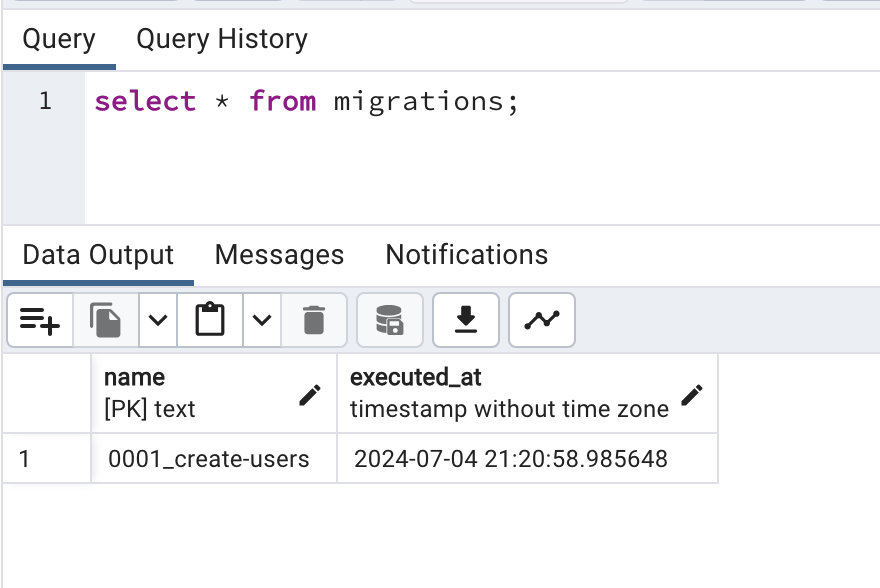 Query Query History
1 select * from migrations;
Data Output Messages Notifications
name executed_at
[PK] text timestamp without time zone
1 0001_create-users 2024-07-04 21:20:58.985648